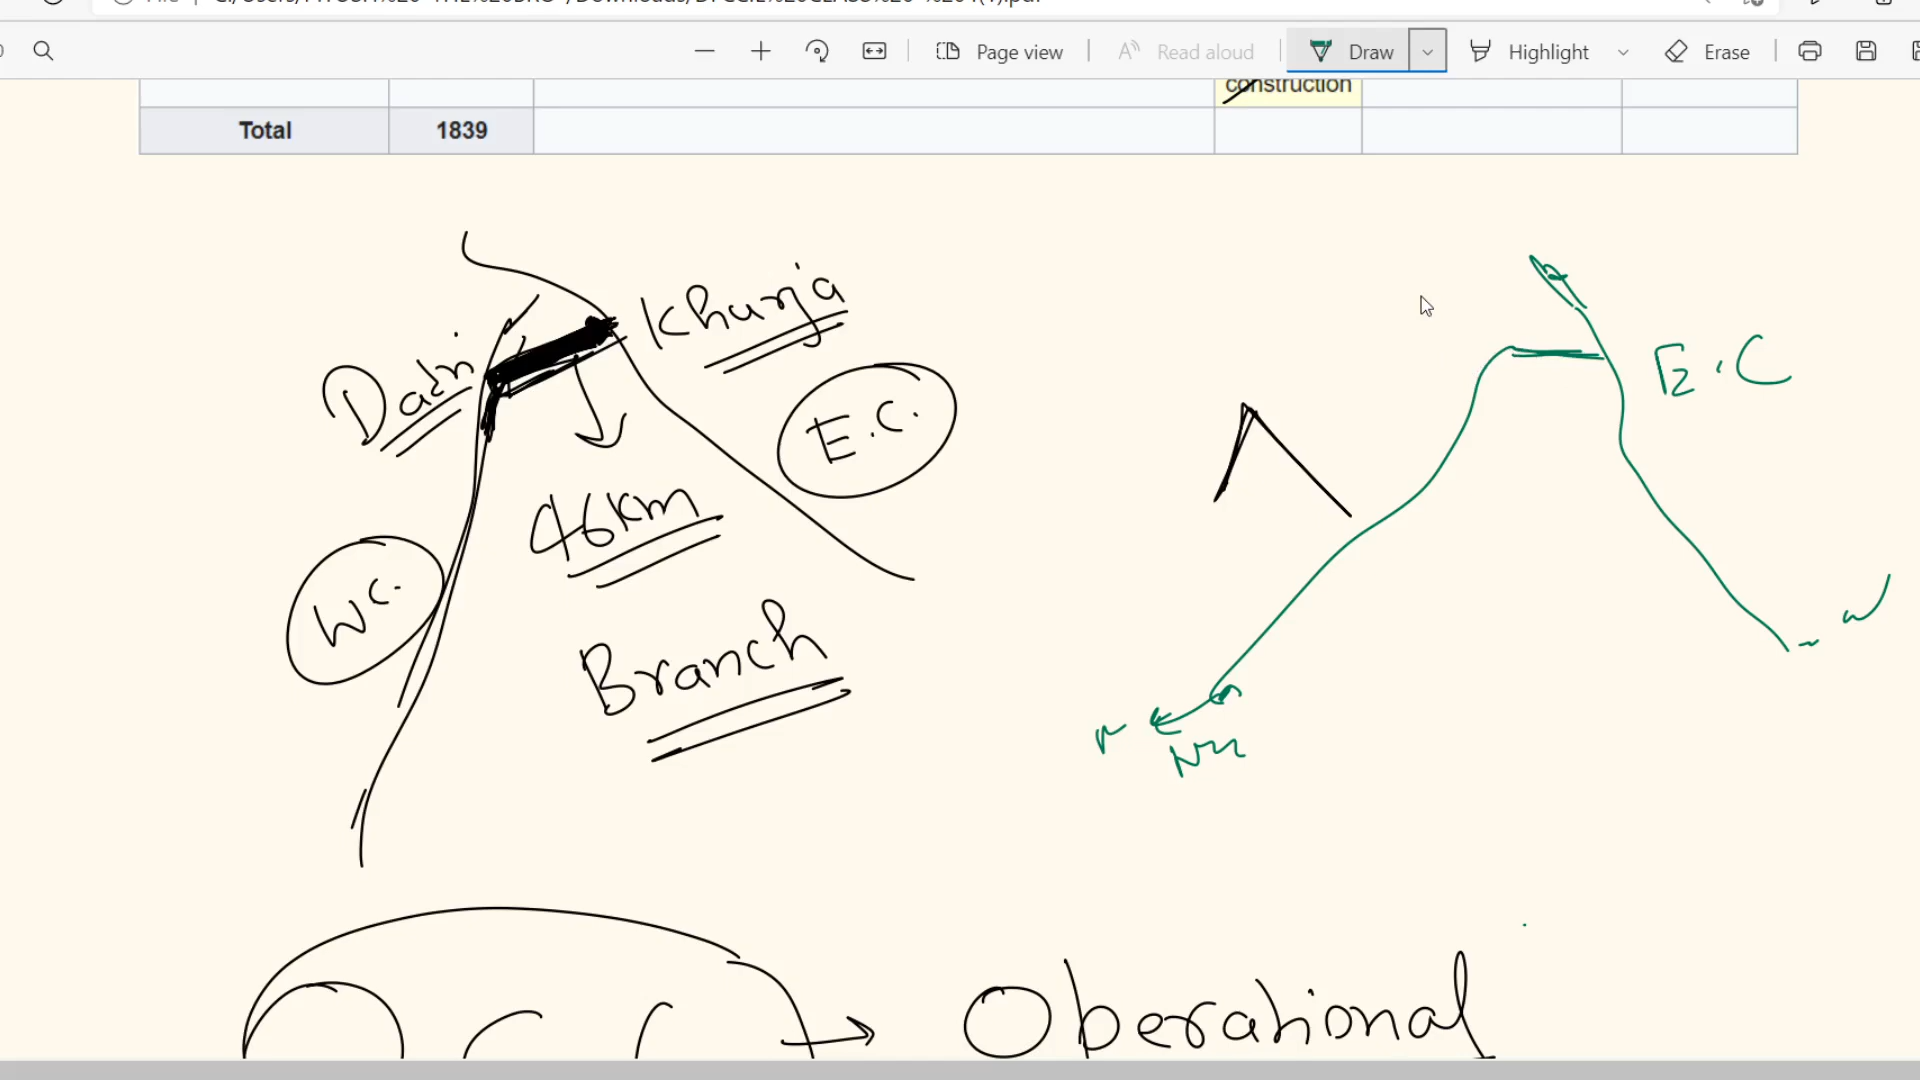 Page view
Read aloud
Draw
Highlight
Erase
construction
Total 1839
Khurja
Dadri
E.C.
E.C
46km
W.C.
Branch
Operational